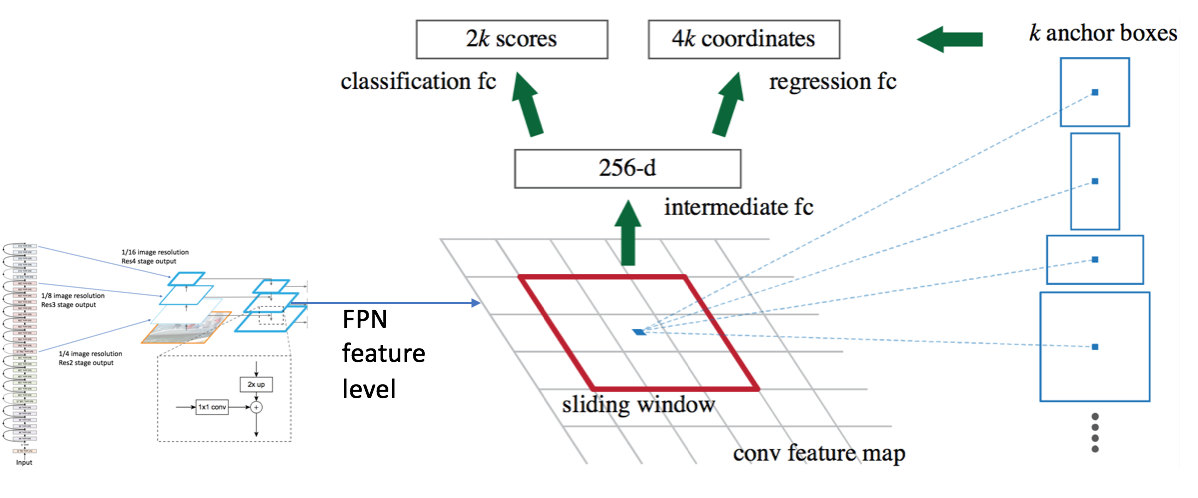 2k scores
4k coordinates
k anchor boxes
classification fc
regression fc
256-d
intermediate fc
1/16 image resolution
Res4 stage output
1/8 image resolution
Res3 stage output
1/4 image resolution
Res2 stage output
FPN
feature
level
2x up
1x1 conv
+
sliding window
conv feature map
Input